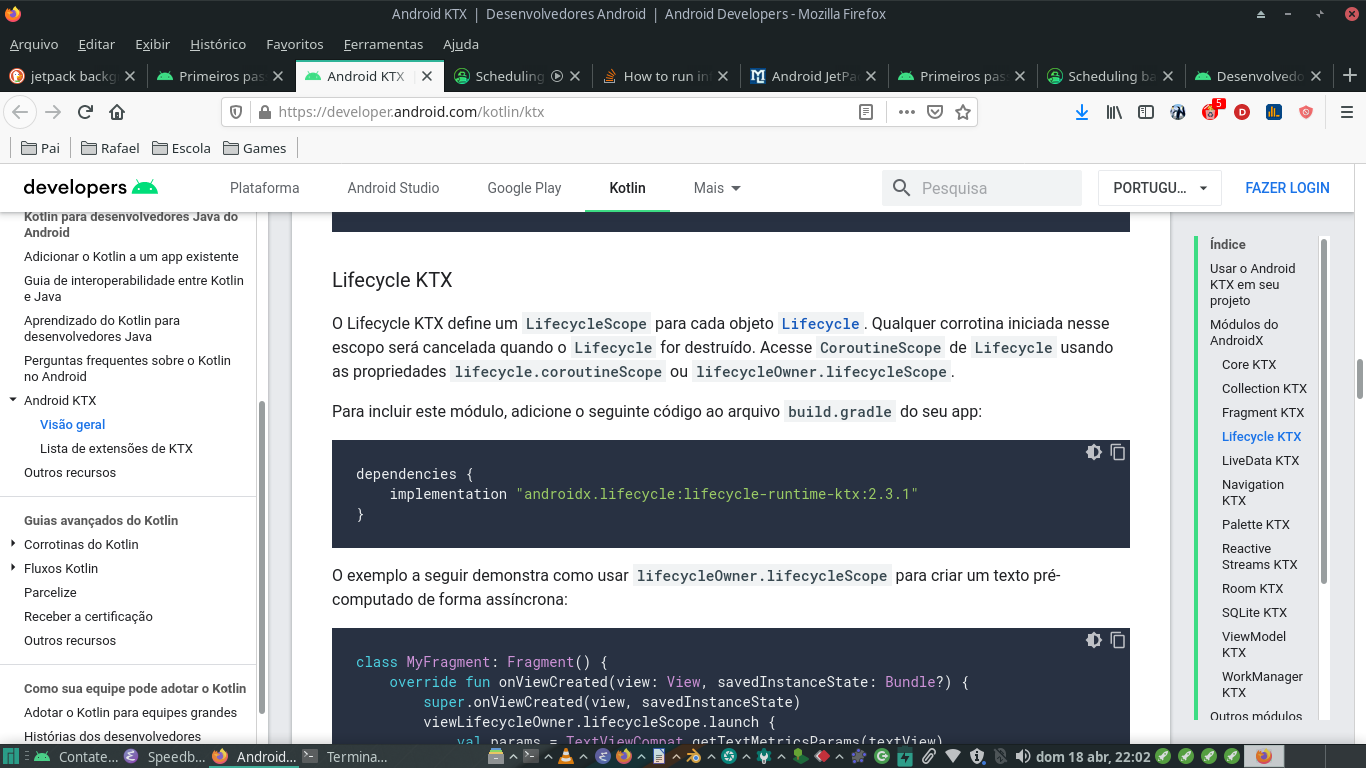 Android KTX | Desenvolvedores Android | Android Developers - Mozilla Firefox
Arquivo Editar Exibir Histórico Favoritos Ferramentas Ajuda
jetpack backg
Primeiros pas
Android KTX
Scheduling
How to run in
Android JetPa
Primeiros pas
Scheduling ba
Desenvolvedo
https://developer.android.com/kotlin/ktx
5
Pai
Rafael
Escola
Games
developers
Plataforma
Android Studio
Google Play
Kotlin
Mais
Pesquisa
PORTUGU...
FAZER LOGIN
Kotlin para desenvolvedores Java do
Android
Adicionar o Kotlin a um app existente
Guia de interoperabilidade entre Kotlin
e Java
Aprendizado do Kotlin para
desenvolvedores Java
Perguntas frequentes sobre o Kotlin
no Android
Android KTX
Visão geral
Lista de extensões de KTX
Outros recursos
Guias avançados do Kotlin
Corrotinas do Kotlin
Fluxos Kotlin
Parcelize
Receber a certificação
Outros recursos
Como sua equipe pode adotar o Kotlin
Adotar o Kotlin para equipes grandes
Histórias dos desenvolvedores
Lifecycle KTX
O Lifecycle KTX define um LifecycleScope para cada objeto Lifecycle. Qualquer corrotina iniciada nesse
escopo será cancelada quando o Lifecycle for destruído. Acesse CoroutineScope de Lifecycle usando
as propriedades lifecycle.coroutineScope ou lifecycleOwner.lifecycleScope.
Para incluir este módulo, adicione o seguinte código ao arquivo build.gradle do seu app:
dependencies {
    implementation "androidx.lifecycle:lifecycle-runtime-ktx:2.3.1"
}
O exemplo a seguir demonstra como usar lifecycleOwner.lifecycleScope para criar um texto pré-
computado de forma assíncrona:
class MyFragment: Fragment() {
    override fun onViewCreated(view: View, savedInstanceState: Bundle?) {
        super.onViewCreated(view, savedInstanceState)
        viewLifecycleOwner.lifecycleScope.launch {
            val params = TextViewCompat.getTextMetricsParams(textView)
Índice
Usar o Android
KTX em seu
projeto
Módulos do
AndroidX
Core KTX
Collection KTX
Fragment KTX
Lifecycle KTX
LiveData KTX
Navigation
KTX
Palette KTX
Reactive
Streams KTX
Room KTX
SQLite KTX
ViewModel
KTX
WorkManager
KTX
Outros módulos
Contate...
Speedb...
Android...
Termina...
dom 18 abr, 22:02